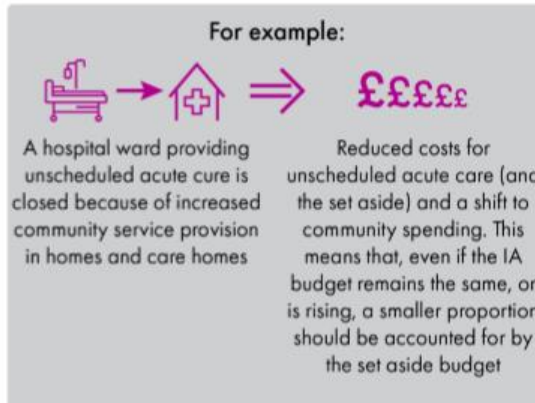 For example:
£££££
A hospital ward providing
unscheduled acute cure is
closed because of increased
community service provision
in homes and care homes
Reduced costs for
unscheduled acute care (and
the set aside) and a shift to
community spending. This
means that, even if the IA
budget remains the same, or
is rising, a smaller proportion
should be accounted for by
the set aside budget